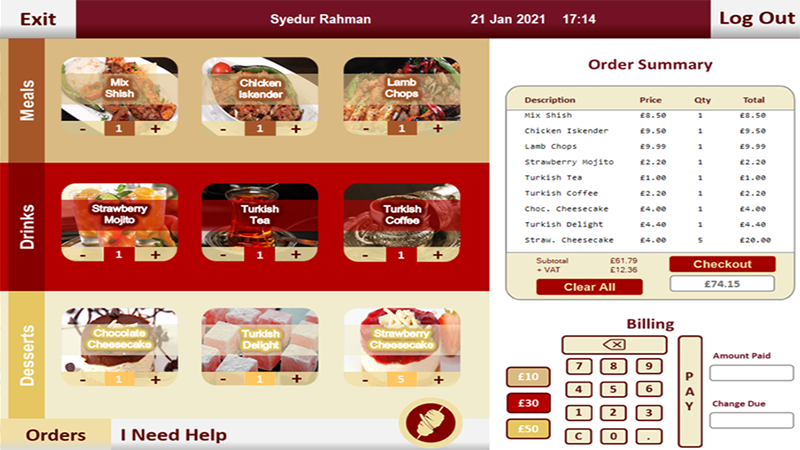 Exit
Syedur Rahman
21 Jan 2021 17:14
Log Out
Meals
Mix
Shish
- 1 +
Chicken
Iskender
- 1 +
Lamb
Chops
- 1 +
Drinks
Strawberry
Mojito
- 1 +
Turkish
Tea
- 1 +
Turkish
Coffee
- 1 +
Desserts
Chocolate
Cheesecake
- 1 +
Turkish
Delight
- 1 +
Strawberry
Cheesecake
- 5 +
Orders
I Need Help
Order Summary
Description Price Qty Total
Mix Shish £8.50 1 £8.50
Chicken Iskender £9.50 1 £9.50
Lamb Chops £9.99 1 £9.99
Strawberry Mojito £2.20 1 £2.20
Turkish Tea £1.00 1 £1.00
Turkish Coffee £2.20 1 £2.20
Choc. Cheesecake £4.00 1 £4.00
Turkish Delight £4.40 1 £4.40
Straw. Cheesecake £4.00 5 £20.00
Subtotal £61.79
+ VAT £12.36
Checkout
Clear All
£74.15
Billing
£10
£30
£50
7 8 9
4 5 6
1 2 3
C 0 .
PAY
Amount Paid
Change Due